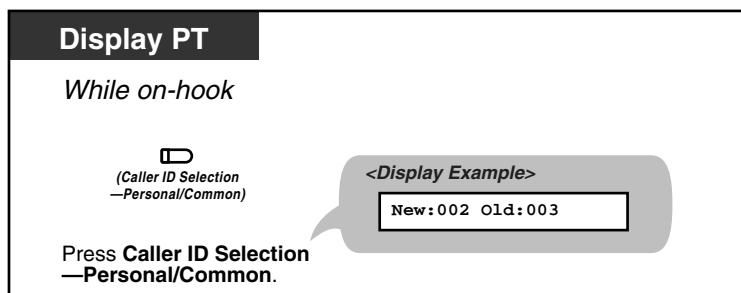 Display PT
While on-hook
(Caller ID Selection
—Personal/Common)
<Display Example>
New:002 Old:003
Press Caller ID Selection
—Personal/Common.